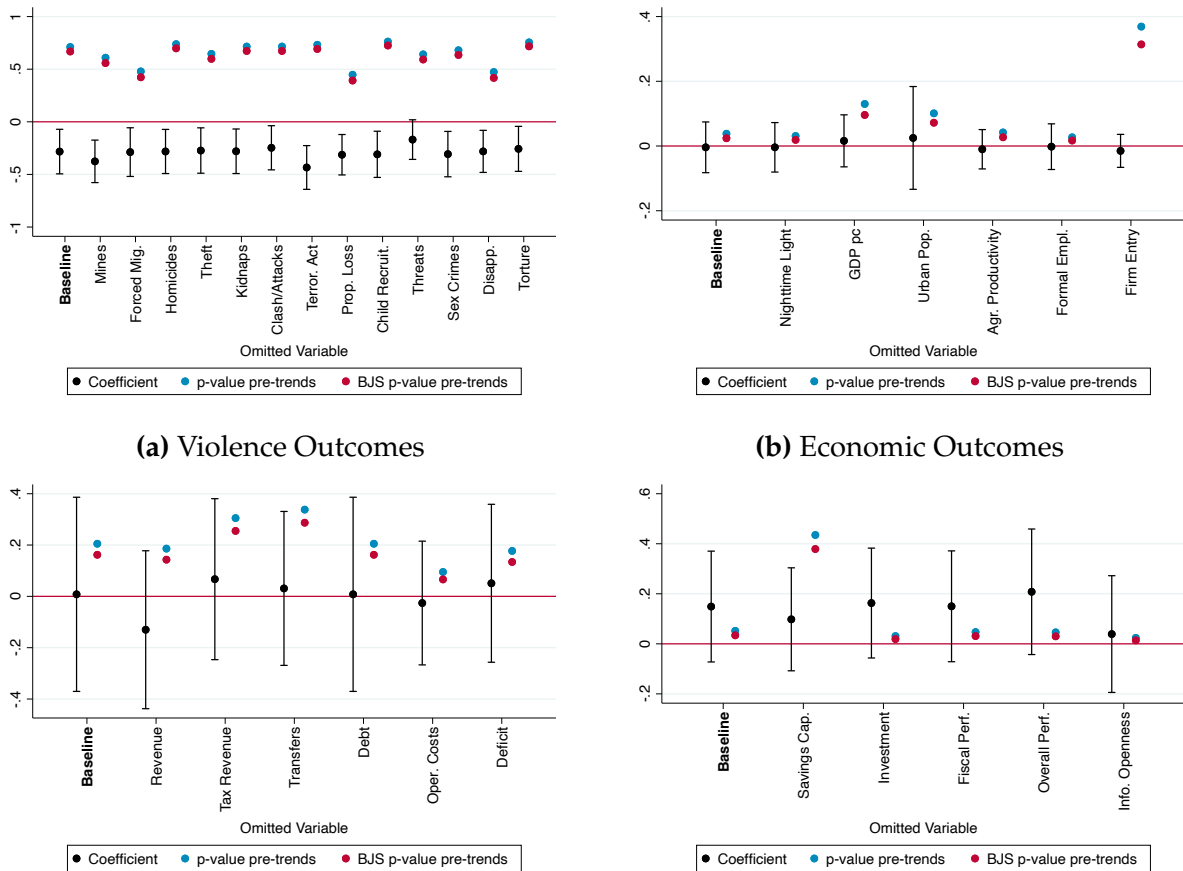 1
.5
0
-.5
-1
Baseline
Mines
Forced Mig.
Homicides
Theft
Kidnaps
Clash/Attacks
Terror. Act
Prop. Loss
Child Recruit.
Threats
Sex Crimes
Disapp.
Torture
Omitted Variable
Coefficient p-value pre-trends BJS p-value pre-trends
(a) Violence Outcomes
.4
.2
0
-.2
Baseline
Nighttime Light
GDP pc
Urban Pop.
Agr. Productivity
Formal Empl.
Firm Entry
Omitted Variable
Coefficient p-value pre-trends BJS p-value pre-trends
(b) Economic Outcomes
.4
.2
0
-.2
-.4
Baseline
Revenue
Tax Revenue
Transfers
Debt
Oper. Costs
Deficit
Omitted Variable
Coefficient p-value pre-trends BJS p-value pre-trends
.6
.4
.2
0
-.2
Baseline
Savings Cap.
Investment
Fiscal Perf.
Overall Perf.
Info. Openness
Omitted Variable
Coefficient p-value pre-trends BJS p-value pre-trends